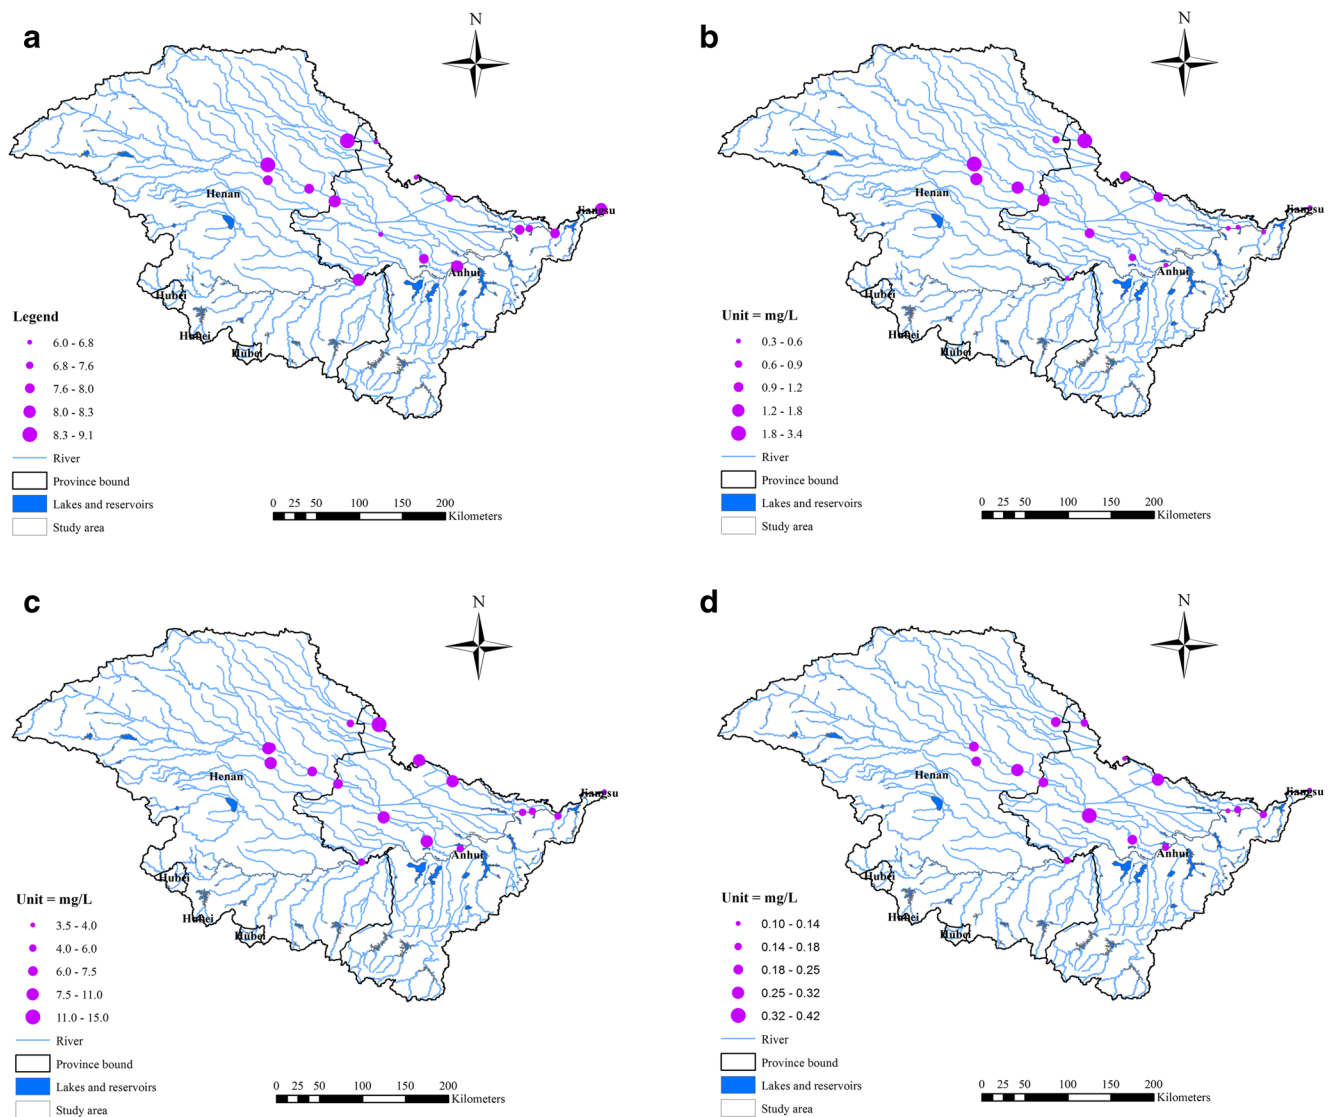 a
N
Henan
Jiangsu
Anhui
Hubei
Hubei
Hubei
Legend
6.0 - 6.8
6.8 - 7.6
7.6 - 8.0
8.0 - 8.3
8.3 - 9.1
River
Province bound
Lakes and reservoirs
Study area
0 25 50 100 150 200
Kilometers
b
N
Henan
Jiangsu
Anhui
Hubei
Hubei
Hubei
Unit = mg/L
0.3 - 0.6
0.6 - 0.9
0.9 - 1.2
1.2 - 1.8
1.8 - 3.4
River
Province bound
Lakes and reservoirs
Study area
0 25 50 100 150 200
Kilometers
c
N
Henan
Jiangsu
Anhui
Hubei
Hubei
Hubei
Unit = mg/L
3.5 - 4.0
4.0 - 6.0
6.0 - 7.5
7.5 - 11.0
11.0 - 15.0
River
Province bound
Lakes and reservoirs
Study area
0 25 50 100 150 200
Kilometers
d
N
Henan
Jiangsu
Anhui
Hubei
Hubei
Hubei
Unit = mg/L
0.10 - 0.14
0.14 - 0.18
0.18 - 0.25
0.25 - 0.32
0.32 - 0.42
River
Province bound
Lakes and reservoirs
Study area
0 25 50 100 150 200
Kilometers